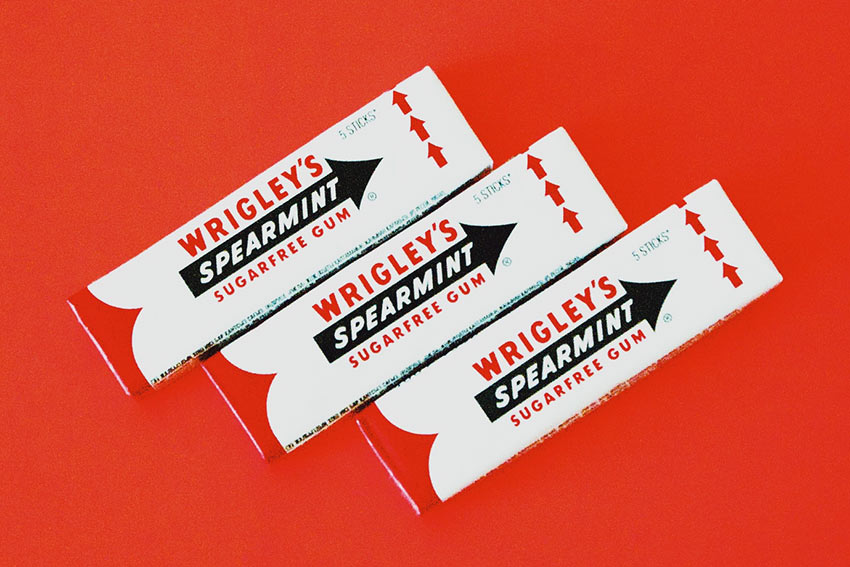 5 STICKS*
WRIGLEY'S
SPEARMINT
®
SUGARFREE GUM
5 STICKS*
WRIGLEY'S
SPEARMINT
®
SUGARFREE GUM
5 STICKS*
WRIGLEY'S
SPEARMINT
®
SUGARFREE GUM